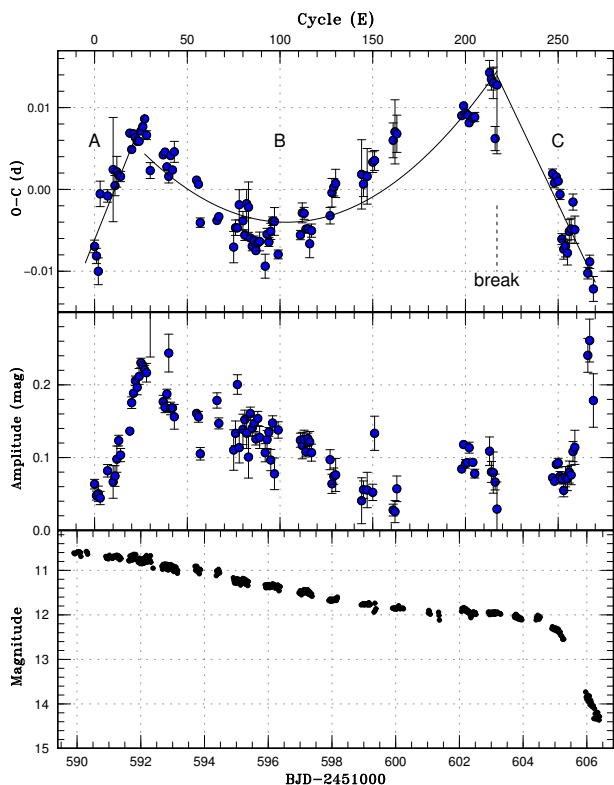 Cycle (E)
0 50 100 150 200 250
0.01
0.00
−0.01
O−C (d)
A
B
C
break
0.2
0.1
0.0
Amplitude (mag)
11
12
13
14
15
Magnitude
590 592 594 596 598 600 602 604 606
BJD−2451000